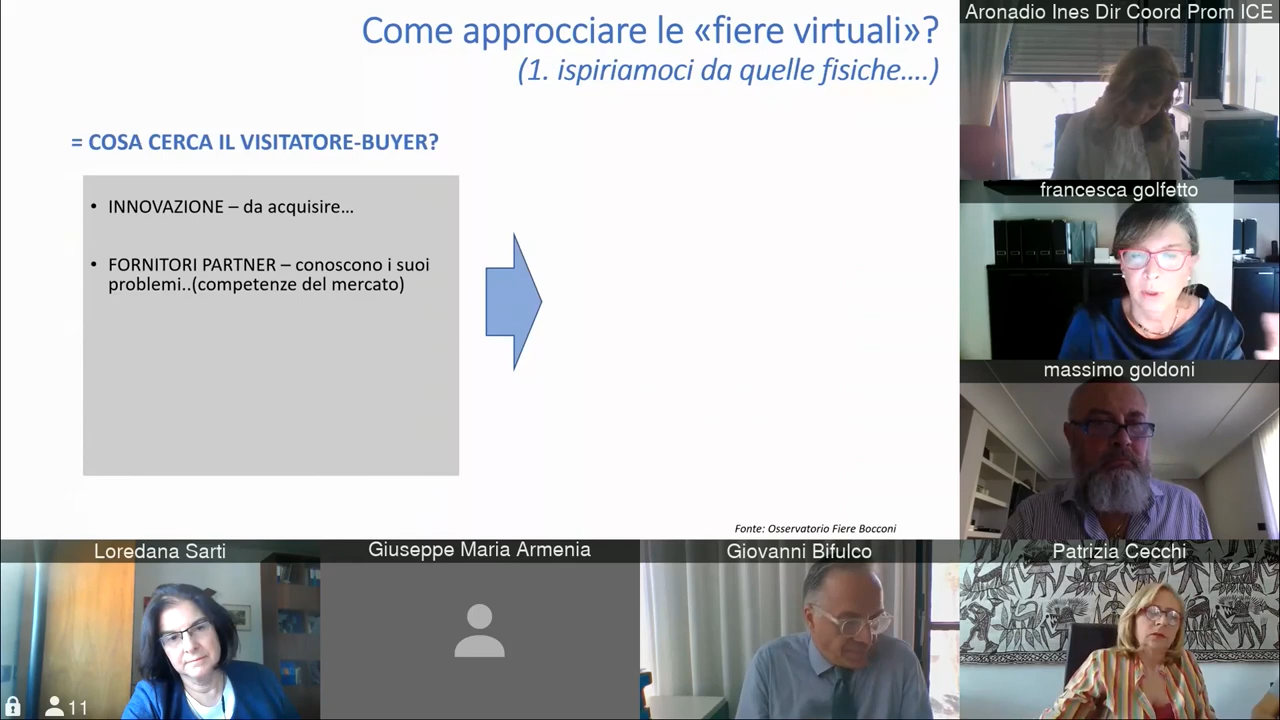 Come approcciare le «fiere virtuali»?
(1. ispiriamoci da quelle fisiche....)
= COSA CERCA IL VISITATORE-BUYER?
• INNOVAZIONE – da acquisire…
• FORNITORI PARTNER – conoscono i suoi
problemi..(competenze del mercato)
Fonte: Osservatorio Fiere Bocconi
Aronadio Ines Dir Coord Prom ICE
francesca golfetto
massimo goldoni
Loredana Sarti
Giuseppe Maria Armenia
Giovanni Bifulco
Patrizia Cecchi
11